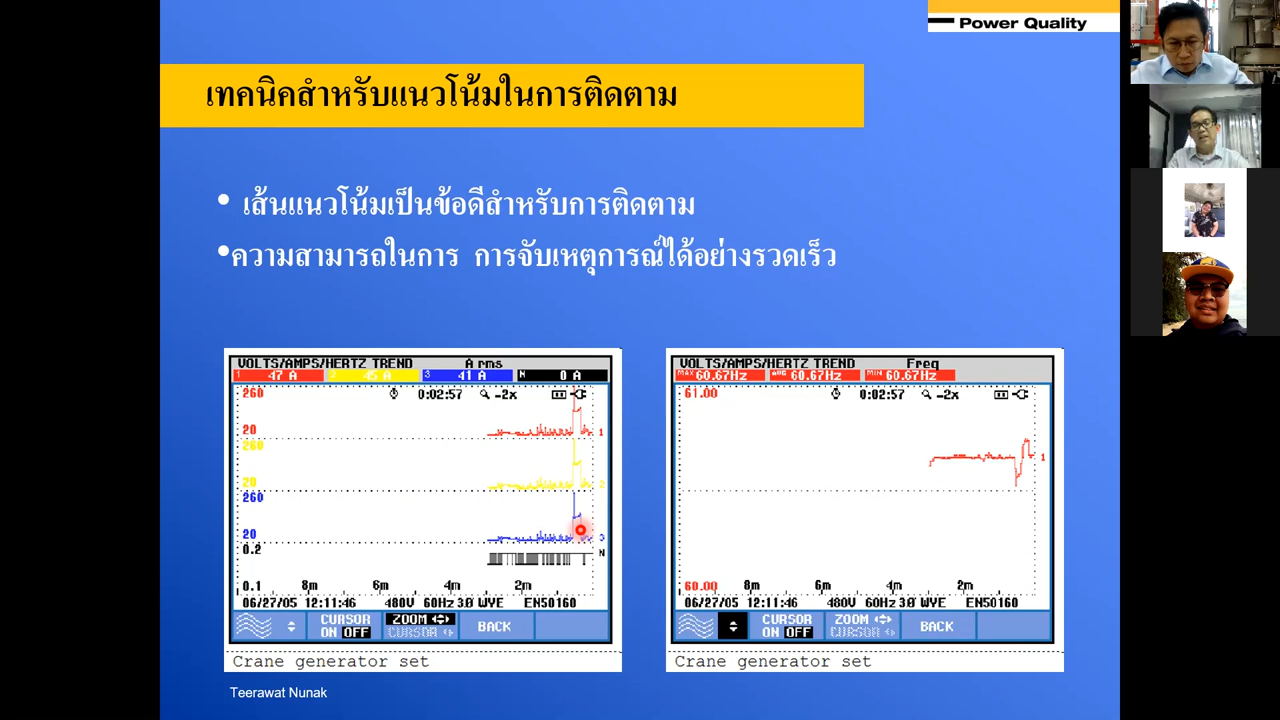 Power Quality
เทคนิคสำหรับแนวโน้มในการติดตาม
• เส้นแนวโน้มเป็นข้อดีสำหรับการติดตาม
•ความสามารถในการ การจับเหตุการณ์ได้อย่างรวดเร็ว
VOLTS/AMPS/HERTZ TREND A rms
1 47 A 2 45 A 3 41 A N 0 A
260 0:02:57 -2x
20 1
260
20 2
260
20 3
0.2 N
0.1 8m 6m 4m 2m
06/27/05 12:11:46 480V 60Hz 3Ø WYE EN50160
CURSOR ON OFF ZOOM CURSOR BACK
Crane generator set
VOLTS/AMPS/HERTZ TREND Freq
MAX 60.67Hz AVG 60.67Hz MIN 60.67Hz
61.00 0:02:57 -2x
1
60.00 8m 6m 4m 2m
06/27/05 12:11:46 480V 60Hz 3Ø WYE EN50160
CURSOR ON OFF ZOOM CURSOR BACK
Crane generator set
Teerawat Nunak